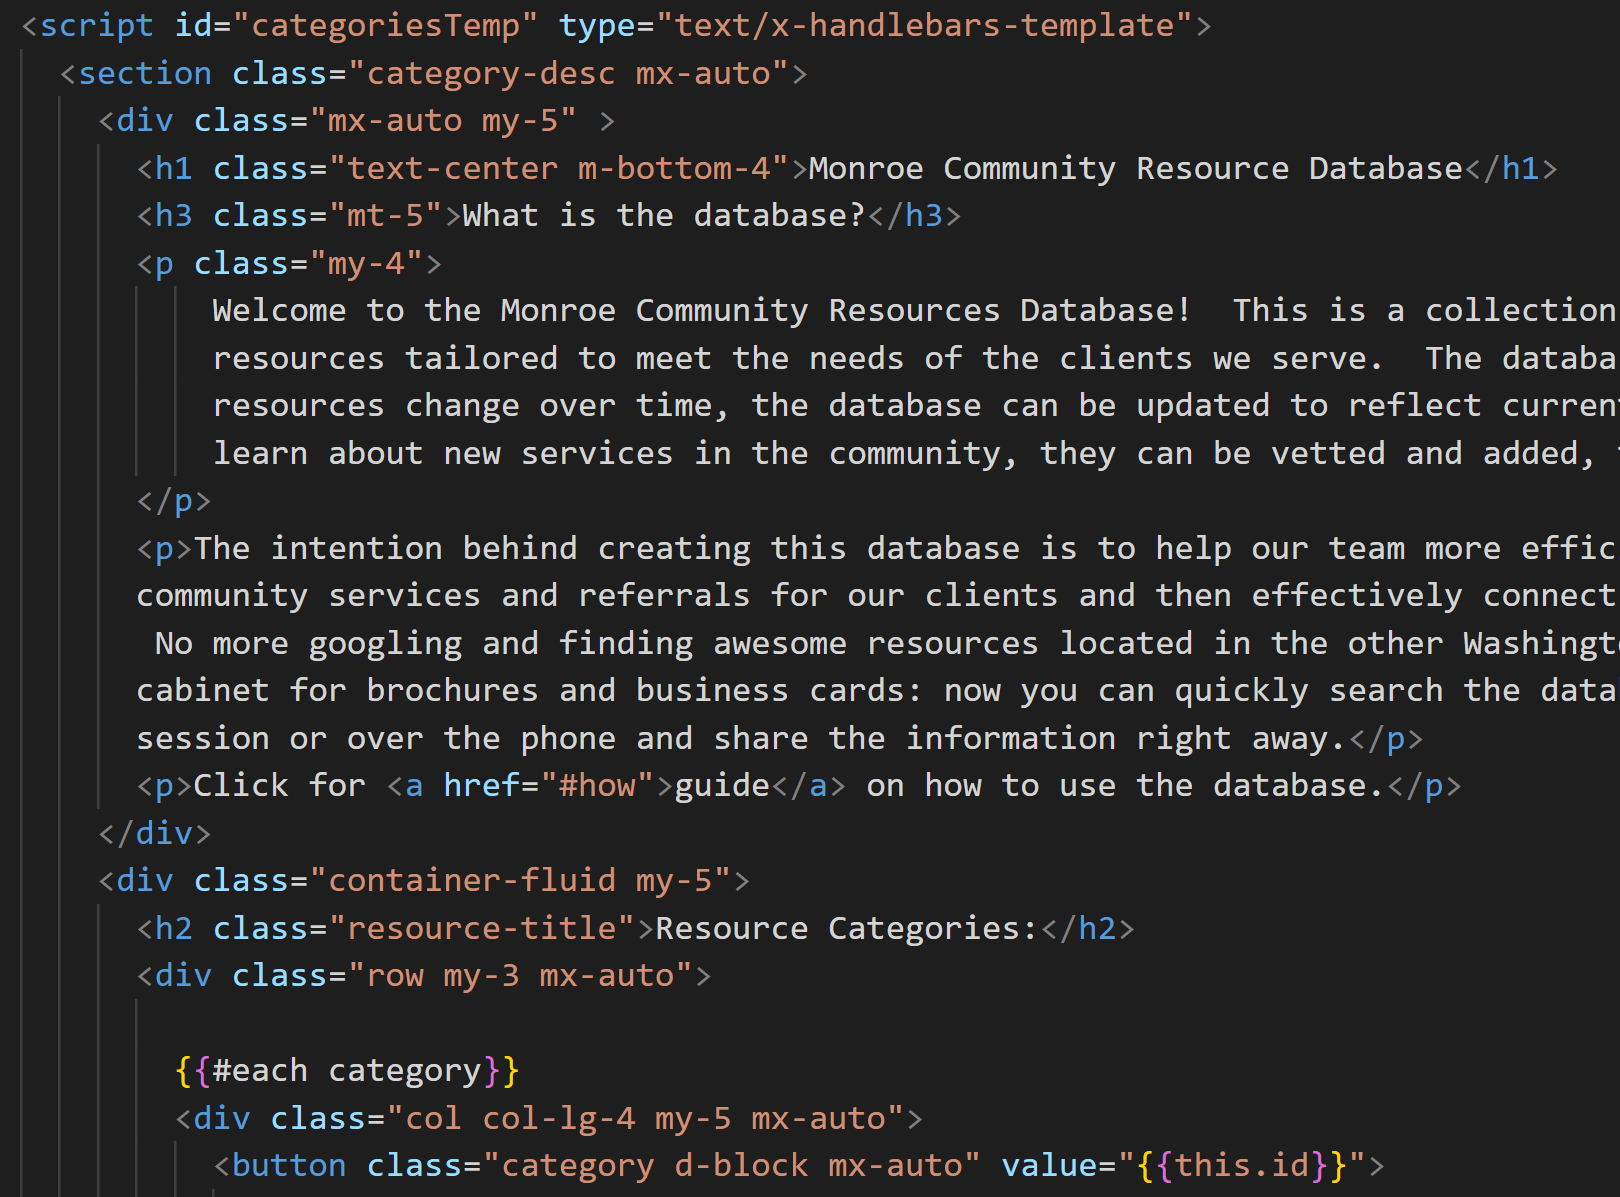 <script id="categoriesTemp" type="text/x-handlebars-template">
<section class="category-desc mx-auto">
<div class="mx-auto my-5" >
<h1 class="text-center m-bottom-4">Monroe Community Resource Database</h1>
<h3 class="mt-5">What is the database?</h3>
<p class="my-4">
Welcome to the Monroe Community Resources Database!  This is a collection
resources tailored to meet the needs of the clients we serve.  The databa
resources change over time, the database can be updated to reflect curren
learn about new services in the community, they can be vetted and added,
</p>
<p>The intention behind creating this database is to help our team more effic
community services and referrals for our clients and then effectively connect
No more googling and finding awesome resources located in the other Washingt
cabinet for brochures and business cards: now you can quickly search the data
session or over the phone and share the information right away.</p>
<p>Click for <a href="#how">guide</a> on how to use the database.</p>
</div>
<div class="container-fluid my-5">
<h2 class="resource-title">Resource Categories:</h2>
<div class="row my-3 mx-auto">
{{#each category}}
<div class="col col-lg-4 my-5 mx-auto">
<button class="category d-block mx-auto" value="{{this.id}}">